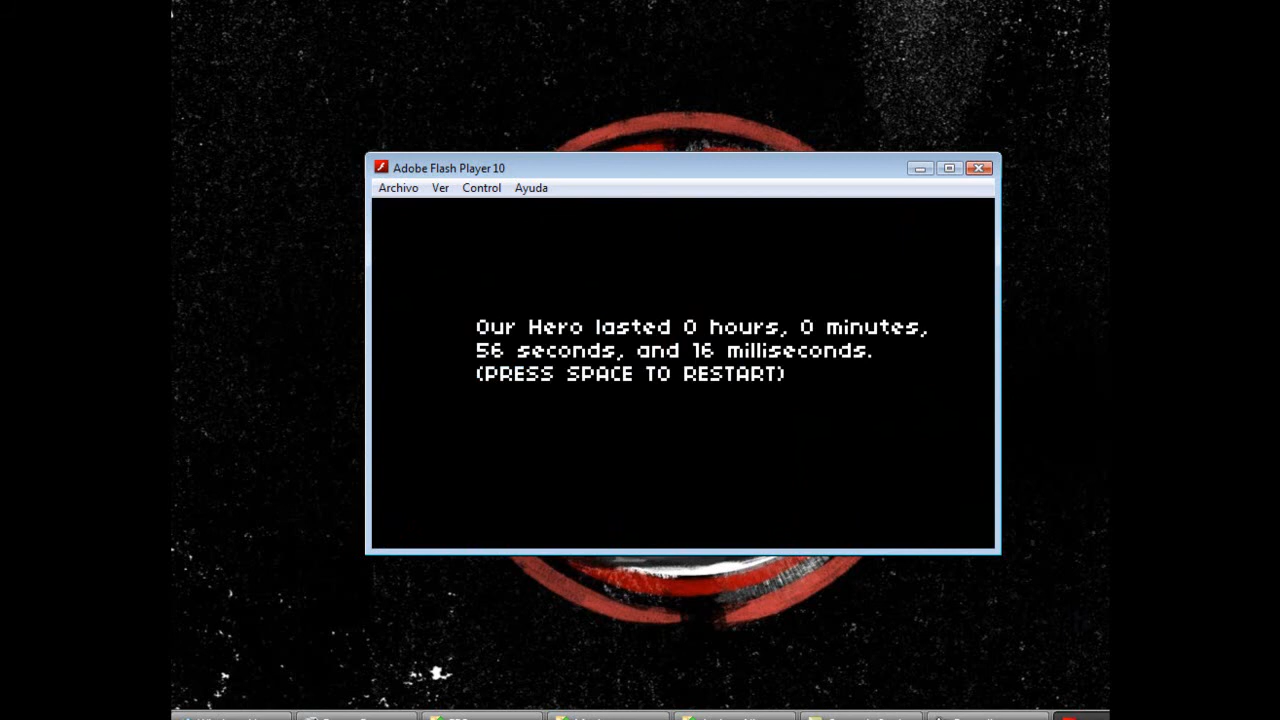 Adobe Flash Player 10
Archivo Ver Control Ayuda
Our Hero lasted 0 hours, 0 minutes,
56 seconds, and 16 milliseconds.
(PRESS SPACE TO RESTART)